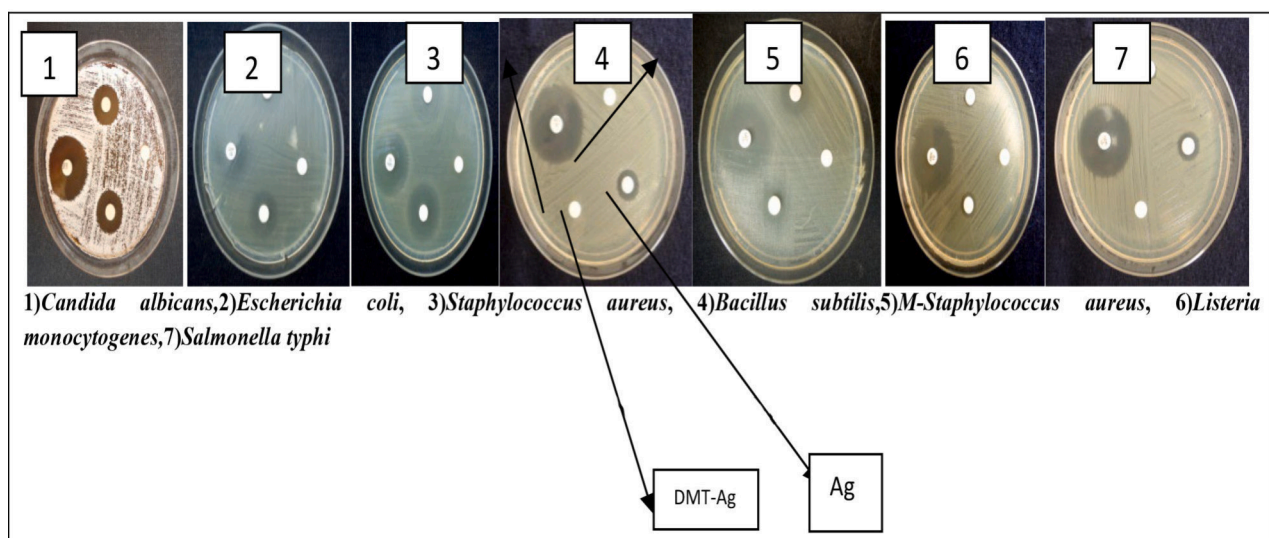 1 2 3 4 5 6 7
1)Candida albicans,2)Escherichia coli, 3)Staphylococcus aureus, 4)Bacillus subtilis,5)M-Staphylococcus aureus, 6)Listeria
monocytogenes,7)Salmonella typhi
DMT-Ag Ag